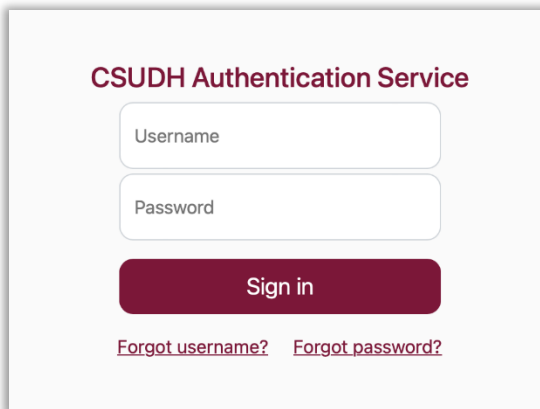 CSUDH Authentication Service
Username
Password
Sign in
Forgot username? Forgot password?